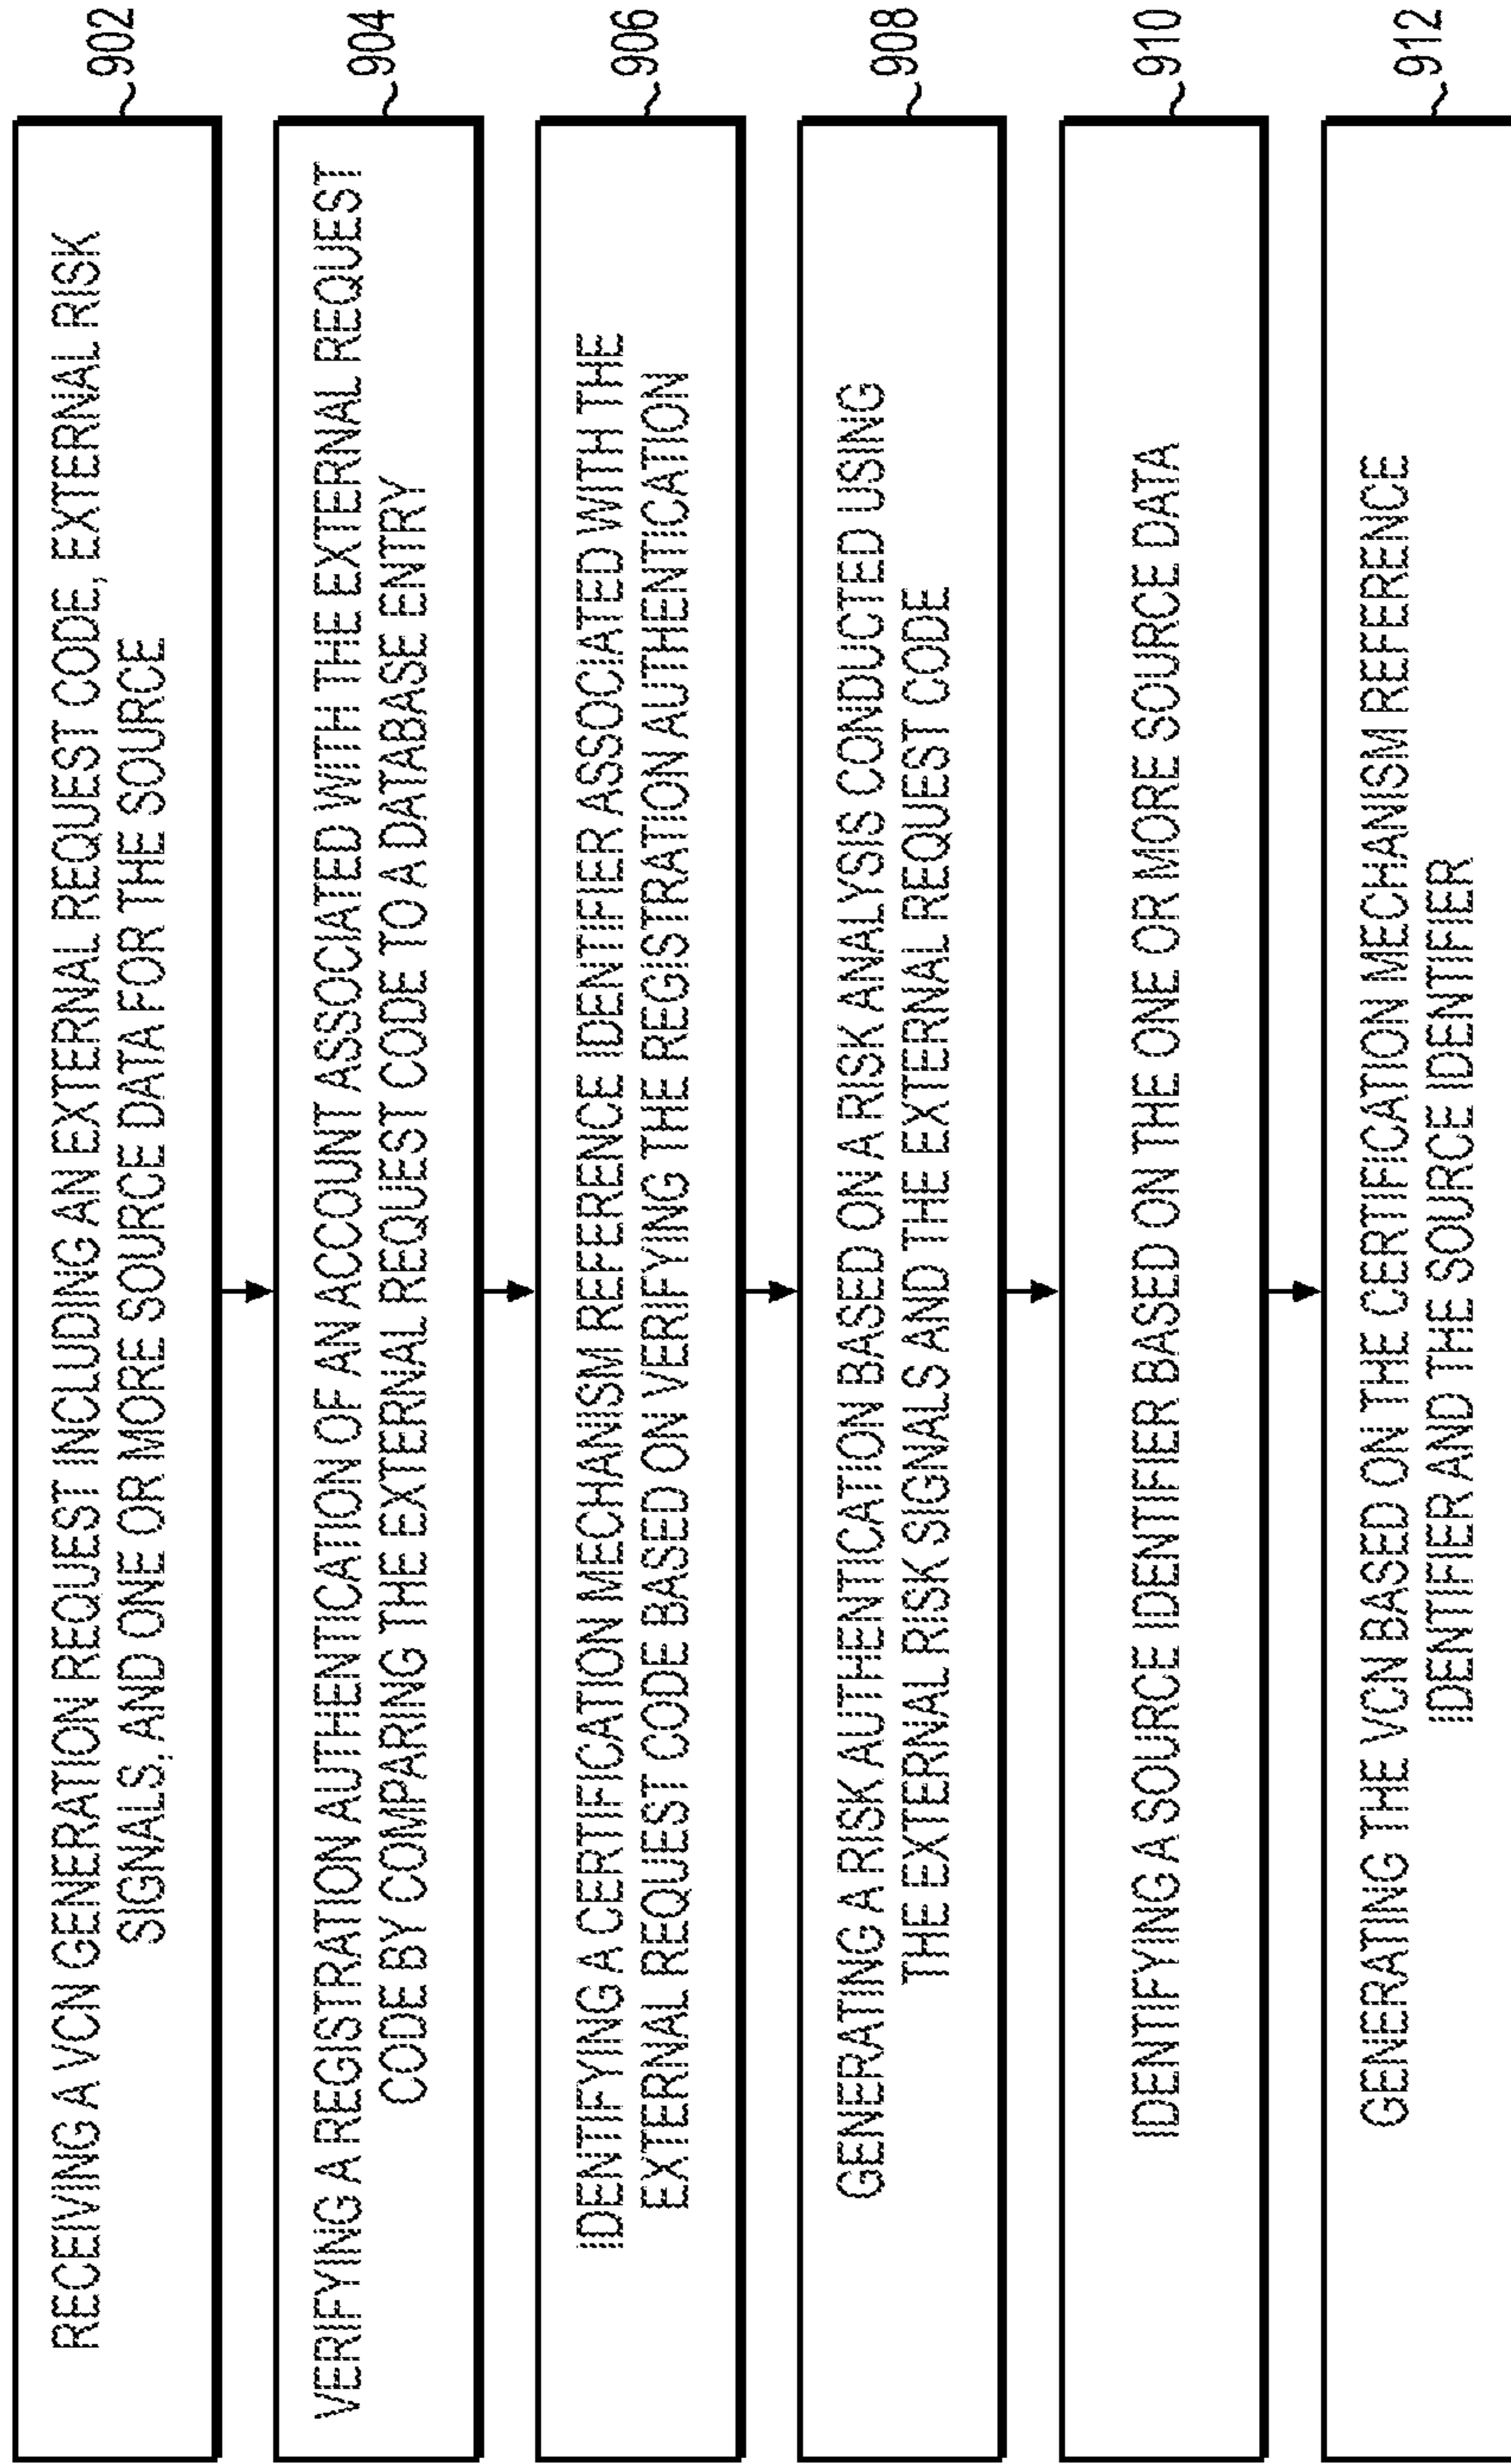 RECEIVING A VCN GENERATION REQUEST INCLUDING AN EXTERNAL REQUEST CODE, EXTERNAL RISK
SIGNALS, AND ONE OR MORE SOURCE DATA FOR THE SOURCE
902
VERIFYING A REGISTRATION AUTHENTICATION OF AN ACCOUNT ASSOCIATED WITH THE EXTERNAL REQUEST
CODE BY COMPARING THE EXTERNAL REQUEST CODE TO A DATABASE ENTRY
904
IDENTIFYING A CERTIFICATION MECHANISM REFERENCE IDENTIFIER ASSOCIATED WITH THE
EXTERNAL REQUEST CODE BASED ON VERIFYING THE REGISTRATION AUTHENTICATION
906
GENERATING A RISK AUTHENTICATION BASED ON A RISK ANALYSIS CONDUCTED USING
THE EXTERNAL RISK SIGNALS AND THE EXTERNAL REQUEST CODE
908
IDENTIFYING A SOURCE IDENTIFIER BASED ON THE ONE OR MORE SOURCE DATA
910
GENERATING THE VCN BASED ON THE CERTIFICATION MECHANISM REFERENCE
IDENTIFIER AND THE SOURCE IDENTIFIER
912